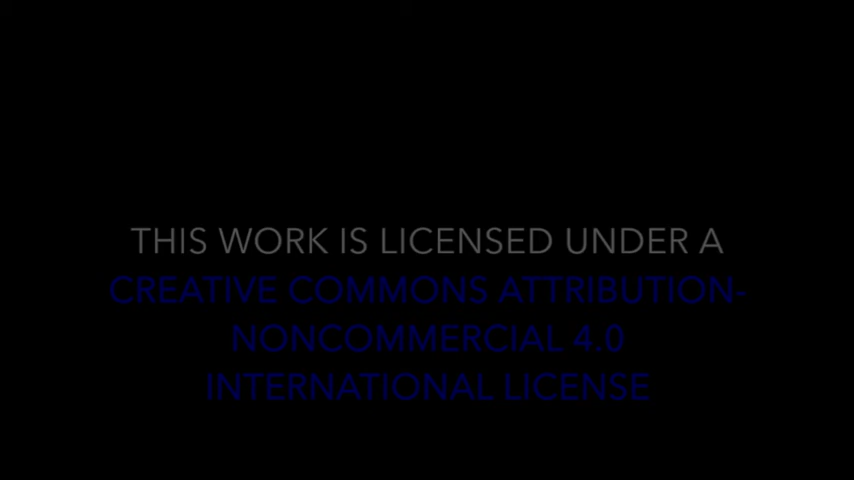 THIS WORK IS LICENSED UNDER A
CREATIVE COMMONS ATTRIBUTION-
NONCOMMERCIAL 4.0
INTERNATIONAL LICENSE